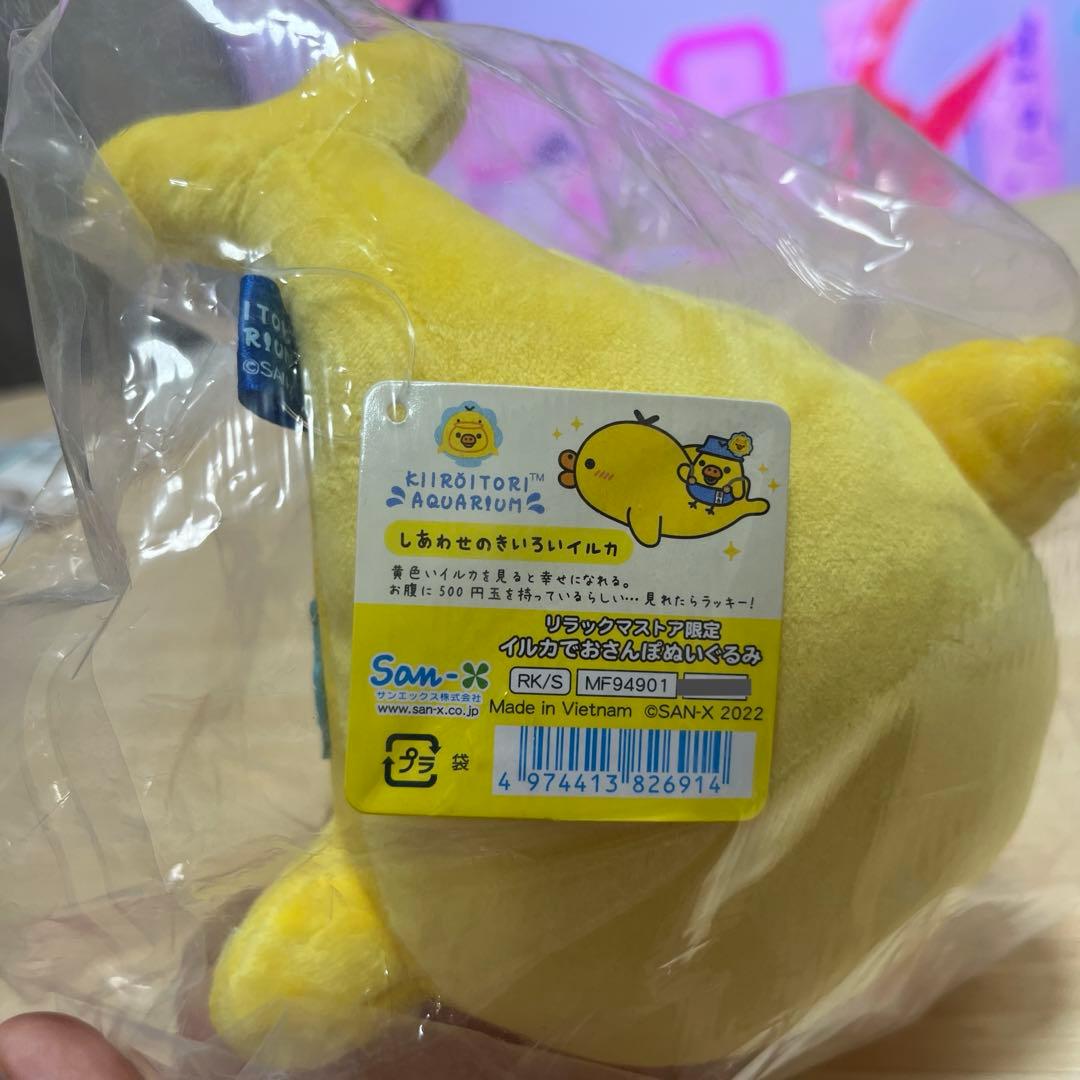 I TO
RIU
©SA
KIIROITORI™
AQUARIUM
しあわせのきいろいイルカ
黄色いイルカを見ると幸せになれる。
お腹に500円玉を持っているらしい…見れたらラッキー!
リラックマストア限定
イルカでおさんぽぬいぐるみ
San-X
サンエックス株式会社
www.san-x.co.jp
RK/S MF94901
Made in Vietnam ©SAN-X 2022
プラ 袋
4 974413 826914